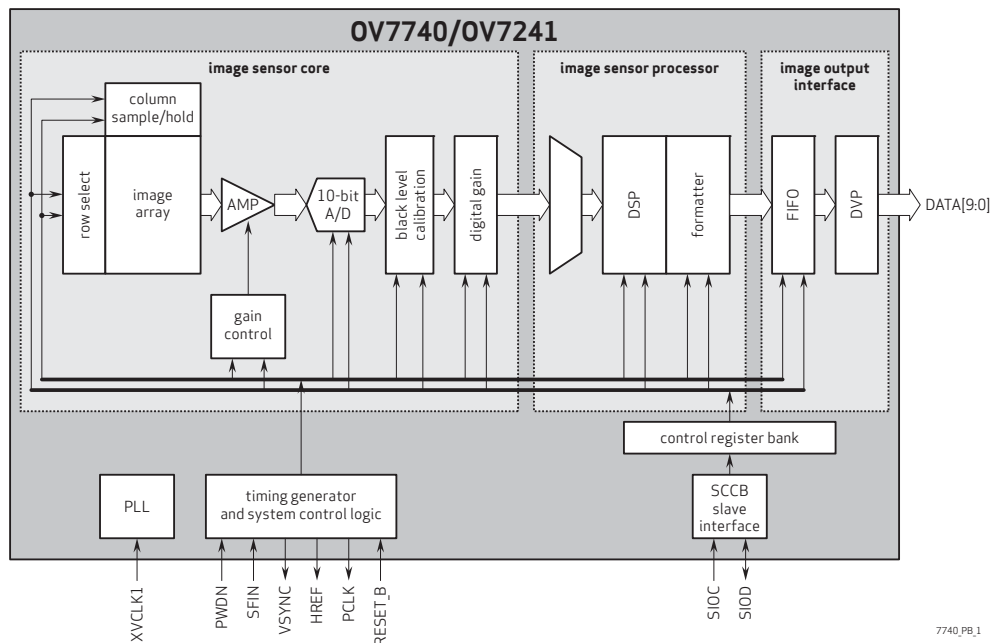 OV7740/OV7241
image sensor core
image sensor processor
image output
interface
column
sample/hold
row select
image
array
AMP
10-bit
A/D
black level
calibration
digital gain
DSP
formatter
FIFO
DVP
DATA[9:0]
gain
control
control register bank
PLL
timing generator
and system control logic
SCCB
slave
interface
XVCLK1
PWDN
SFIN
VSYNC
HREF
PCLK
RESET_B
SIOC
SIOD
7740_PB_1